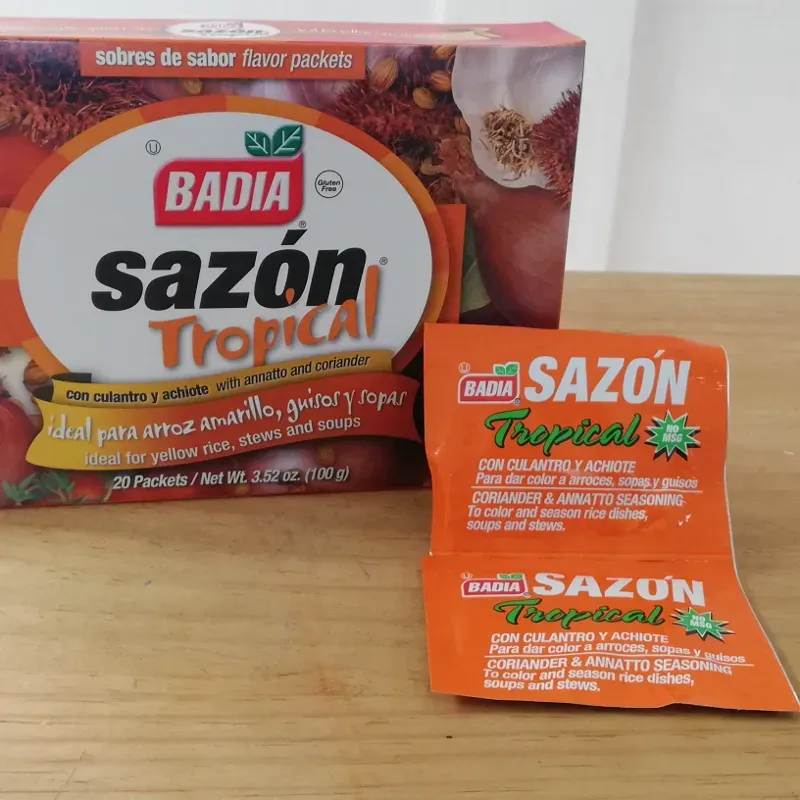 sazón
sobres de sabor flavor packets
U
BADIA
®
Gluten Free
sazón®
Tropical
con culantro y achiote with annatto and coriander
ideal para arroz amarillo, guisos y sopas
ideal for yellow rice, stews and soups
20 Packets / Net Wt. 3.52 oz. (100 g)
U
BADIA® SAZÓN
Tropical NO MSG
CON CULANTRO Y ACHIOTE
Para dar color a arroces, sopas y guisos
CORIANDER & ANNATTO SEASONING
To color and season rice dishes,
soups and stews.
U
BADIA® SAZÓN
Tropical NO MSG
CON CULANTRO Y ACHIOTE
Para dar color a arroces, sopas y guisos
CORIANDER & ANNATTO SEASONING
To color and season rice dishes,
soups and stews.